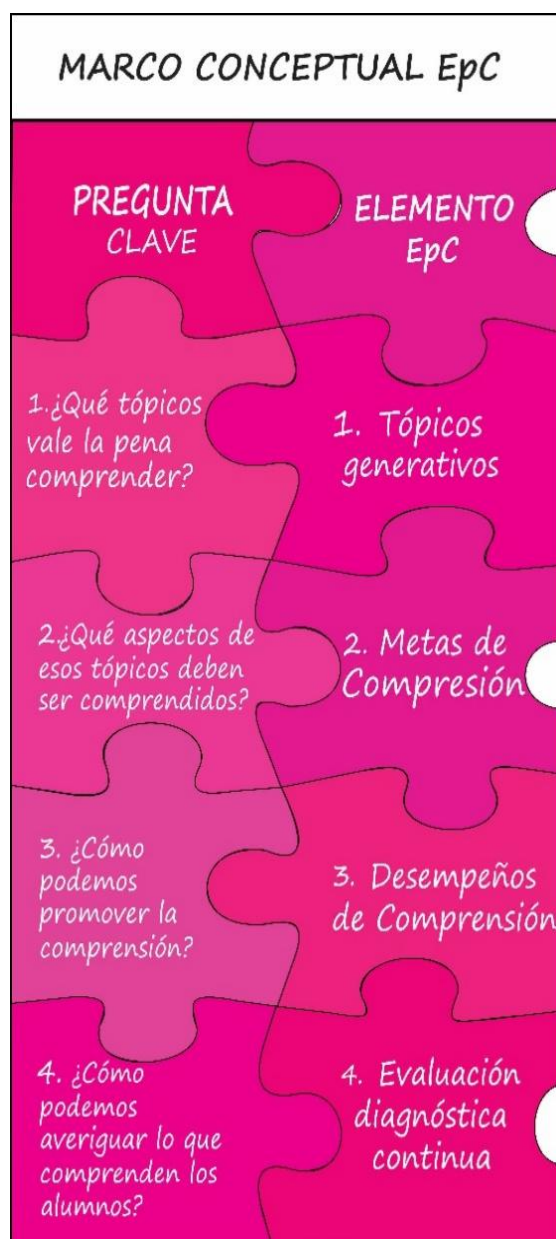 MARCO CONCEPTUAL EpC
PREGUNTA
CLAVE
ELEMENTO
EpC
1.¿Qué tópicos
vale la pena
comprender?
1. Tópicos
generativos
2.¿Qué aspectos de
esos tópicos deben
ser comprendidos?
2. Metas de
Compresión
3. ¿Cómo
podemos
promover la
comprensión?
3. Desempeños
de Comprensión
4. ¿Cómo
podemos
averiguar lo que
comprenden los
alumnos?
4. Evaluación
diagnóstica
continua